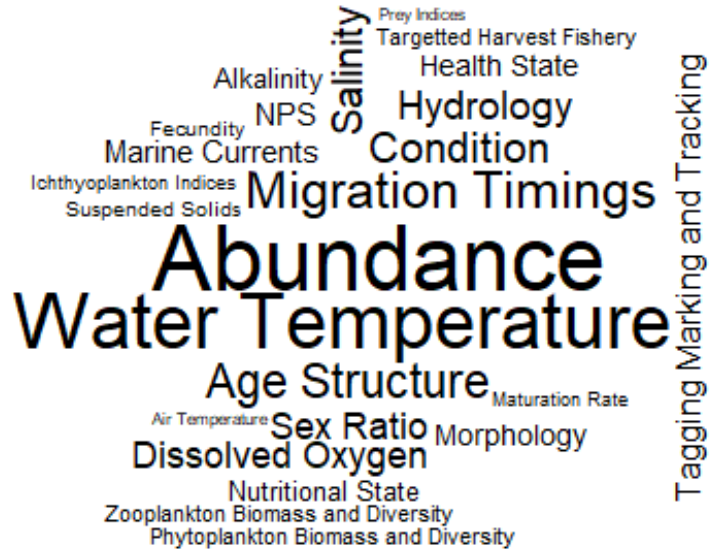 Prey Indices
Targetted Harvest Fishery
Salinity
Health State
Alkalinity
NPS
Hydrology
Fecundity
Marine Currents
Condition
Ichthyoplankton Indices
Migration Timings
Suspended Solids
Abundance
Water Temperature
Tagging Marking and Tracking
Age Structure
Maturation Rate
Air Temperature
Sex Ratio
Morphology
Dissolved Oxygen
Nutritional State
Zooplankton Biomass and Diversity
Phytoplankton Biomass and Diversity